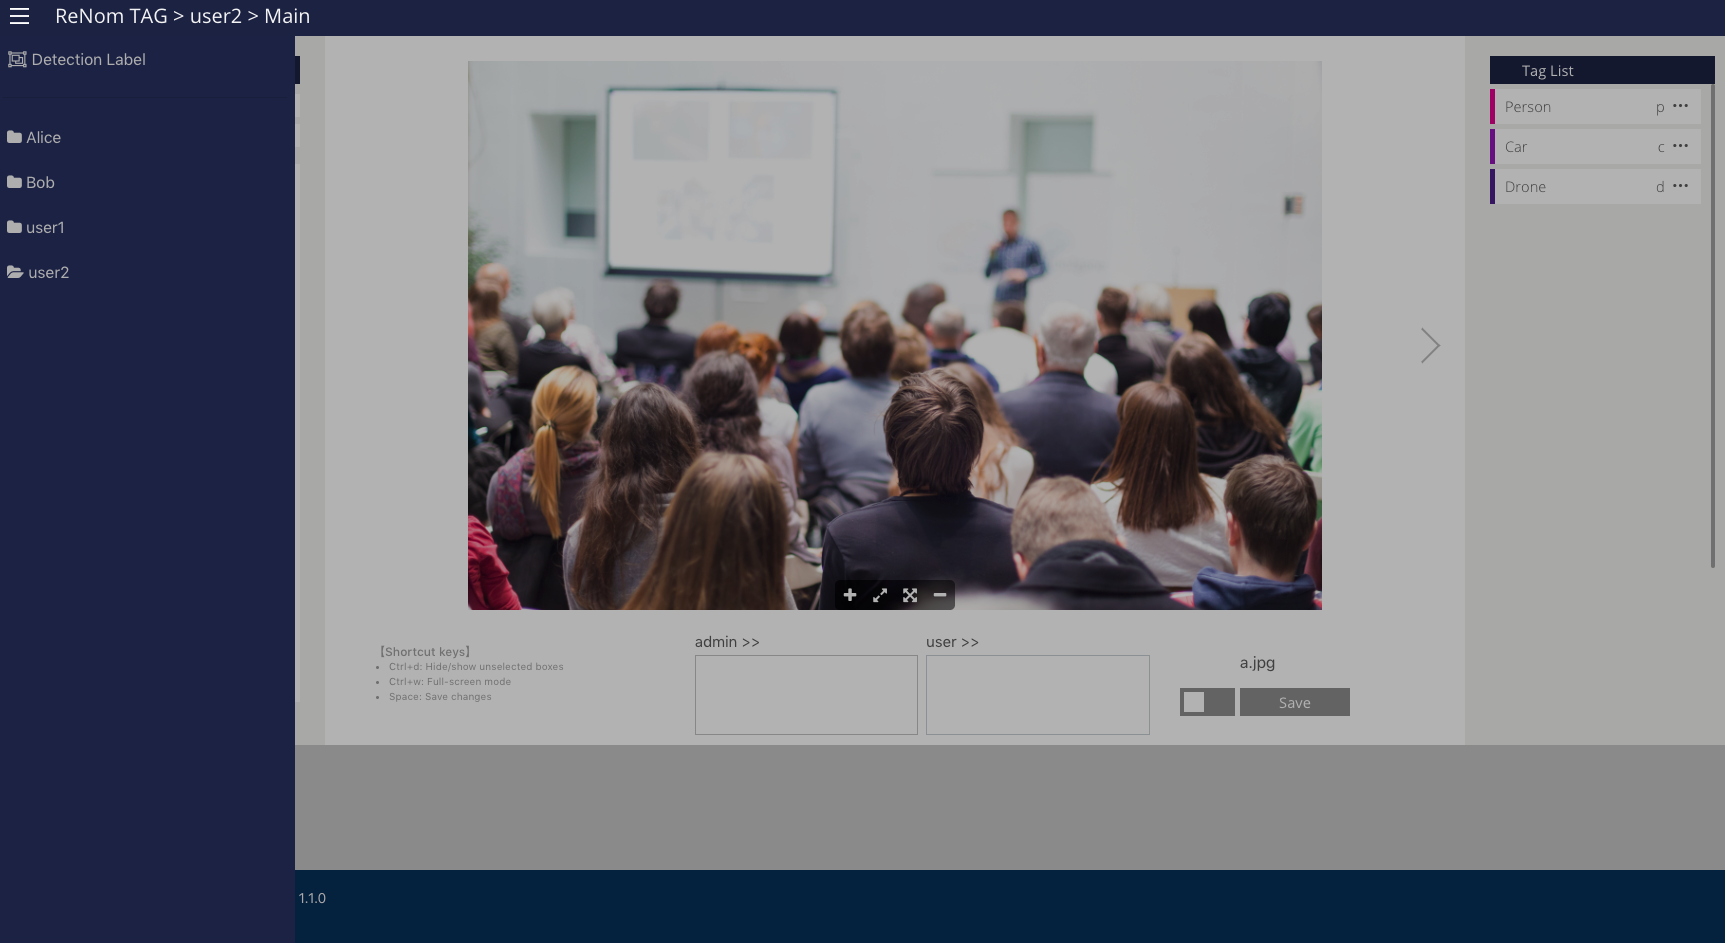 ReNom TAG > user2 > Main
Detection Label
Alice
Bob
user1
user2
Tag List
Person p •••
Car c •••
Drone d •••
admin >>
user >>
【Shortcut keys】
• Ctrl+d: Hide/show unselected boxes
• Ctrl+w: Full-screen mode
• Space: Save changes
a.jpg
Save
1.1.0